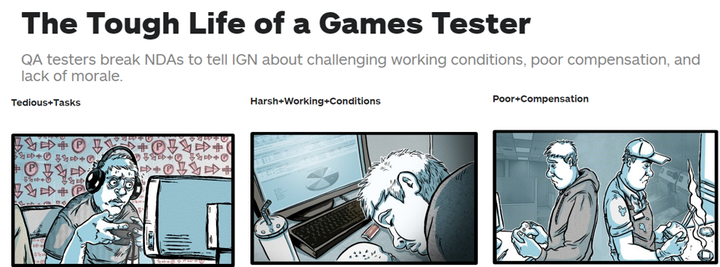 The Tough Life of a Games Tester
QA testers break NDAs to tell IGN about challenging working conditions, poor compensation, and
lack of morale.
Tedious+Tasks
Harsh+Working+Conditions
Poor+Compensation